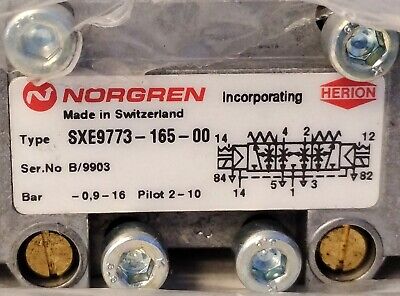 NORGREN Incorporating HERION
Made in Switzerland
Type SXE9773-165-00
Ser.No B/9903
Bar -0,9-16 Pilot 2-10
14 4 2 12
84 5 1 3 82
14